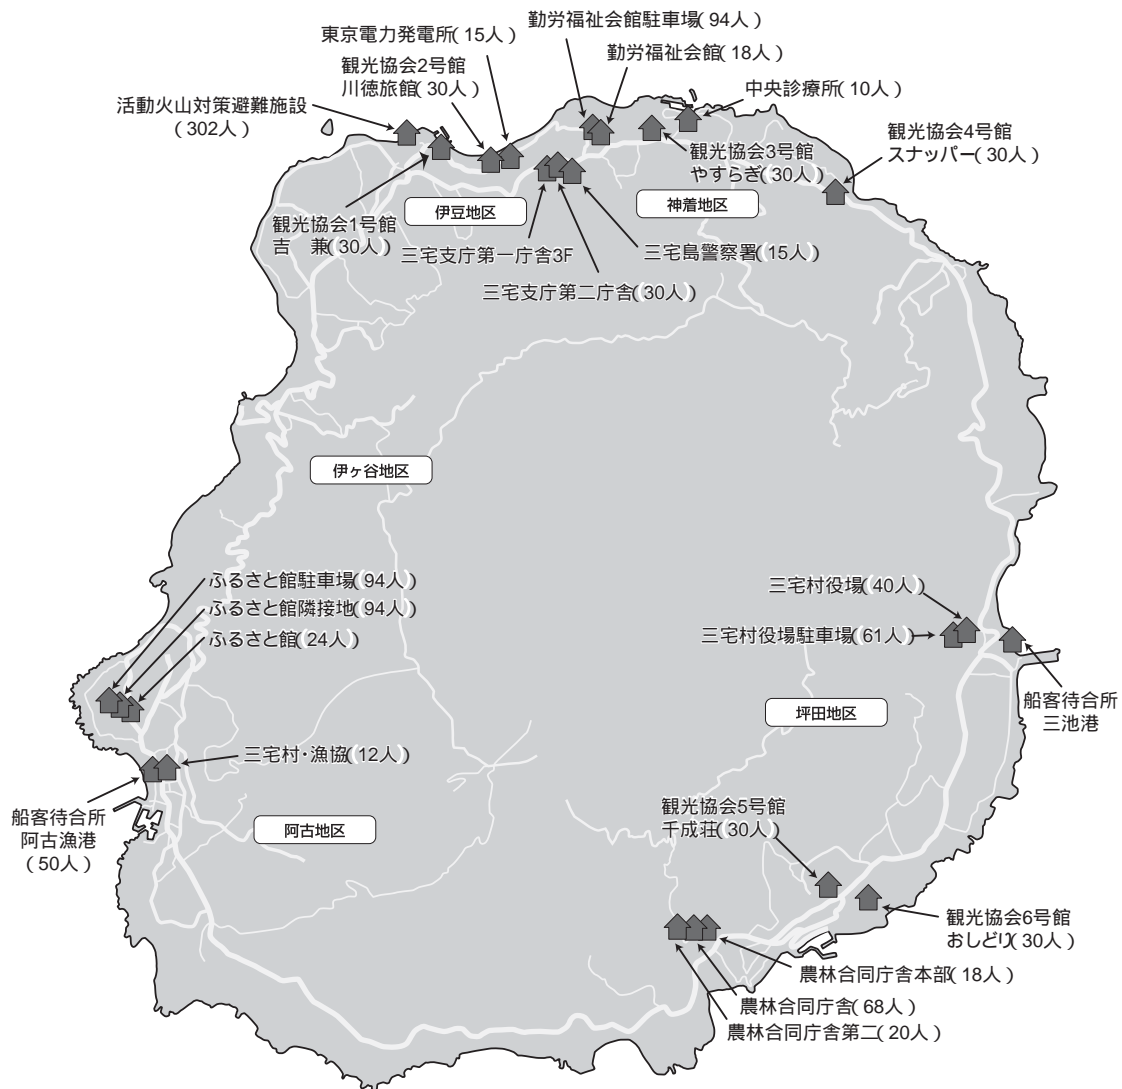 勤労福祉会館駐車場(94人)
東京電力発電所(15人)
勤労福祉会館(18人)
観光協会2号館
川徳旅館(30人)
中央診療所(10人)
活動火山対策避難施設
(302人)
観光協会4号館
スナッパー(30人)
観光協会3号館
やすらぎ(30人)
伊豆地区
神着地区
観光協会1号館
吉 兼(30人)
三宅支庁第一庁舎3F
三宅島警察署(15人)
三宅支庁第二庁舎(30人)
伊ヶ谷地区
ふるさと館駐車場(94人)
ふるさと館隣接地(94人)
ふるさと館(24人)
三宅村役場(40人)
三宅村役場駐車場(61人)
船客待合所
三池港
坪田地区
三宅村・漁協(12人)
船客待合所
阿古漁港
(50人)
阿古地区
観光協会5号館
千成荘(30人)
観光協会6号館
おしどり(30人)
農林合同庁舎本部(18人)
農林合同庁舎(68人)
農林合同庁舎第二(20人)